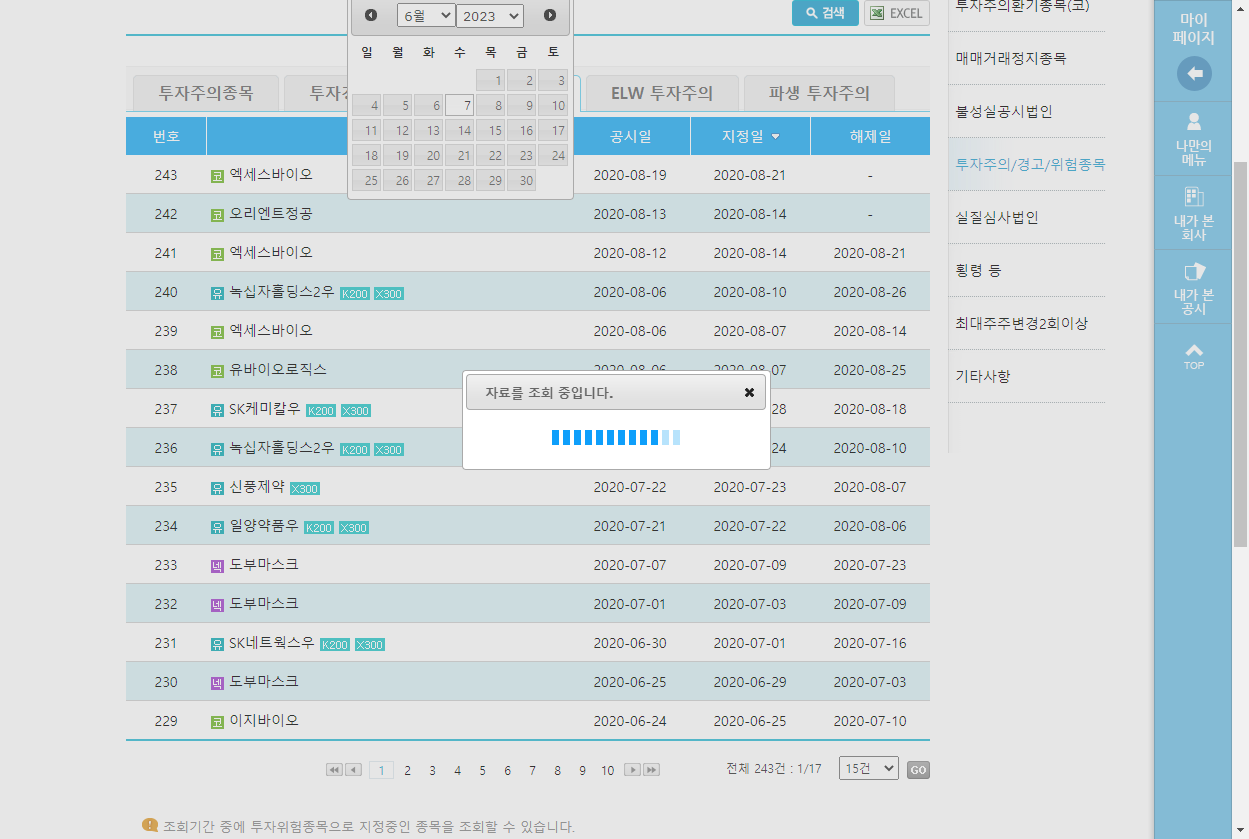 6월 2023
검색 EXCEL
일 월 화 수 목 금 토
1 2 3
4 5 6 7 8 9 10
11 12 13 14 15 16 17
18 19 20 21 22 23 24
25 26 27 28 29 30
투자주의종목 ELW 투자주의 파생 투자주의
번호 공시일 지정일 해제일
243 코 엑세스바이오 2020-08-19 2020-08-21 -
242 코 오리엔트정공 2020-08-13 2020-08-14 -
241 코 엑세스바이오 2020-08-12 2020-08-14 2020-08-21
240 유 녹십자홀딩스2우 K200 X300 2020-08-06 2020-08-10 2020-08-26
239 코 엑세스바이오 2020-08-06 2020-08-07 2020-08-14
238 코 유바이오로직스 2020-08-06 2020-08-07 2020-08-25
237 유 SK케미칼우 K200 X300 28 2020-08-18
236 유 녹십자홀딩스2우 K200 X300 24 2020-08-10
235 유 신풍제약 X300 2020-07-22 2020-07-23 2020-08-07
234 유 일양약품우 K200 X300 2020-07-21 2020-07-22 2020-08-06
233 넥 도부마스크 2020-07-07 2020-07-09 2020-07-23
232 넥 도부마스크 2020-07-01 2020-07-03 2020-07-09
231 유 SK네트웍스우 K200 X300 2020-06-30 2020-07-01 2020-07-16
230 넥 도부마스크 2020-06-25 2020-06-29 2020-07-03
229 코 이지바이오 2020-06-24 2020-06-25 2020-07-10
자료를 조회 중입니다.
1 2 3 4 5 6 7 8 9 10 전체 243건 : 1/17 15건 GO
조회기간 중에 투자위험종목으로 지정중인 종목을 조회할 수 있습니다.
투자주의환기종목(코)
매매거래정지종목
불성실공시법인
투자주의/경고/위험종목
실질심사법인
횡령 등
최대주주변경2회이상
기타사항
마이
페이지
나만의
메뉴
내가 본
회사
내가 본
공시
TOP